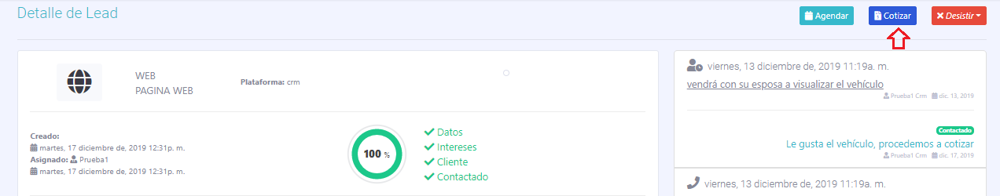 Detalle de Lead
Agendar
Cotizar
Desistir
WEB
PAGINA WEB
Plataforma: crm
Creado:
martes, 17 diciembre de, 2019 12:31p. m.
Asignado: Prueba1
martes, 17 diciembre de, 2019 12:31p. m.
100 %
Datos
Intereses
Cliente
Contactado
viernes, 13 diciembre de, 2019 11:19a. m.
vendrá con su esposa a visualizar el vehículo
Prueba1 Crm dic. 13, 2019
Contactado
Le gusta el vehículo, procedemos a cotizar
Prueba1 Crm dic. 17, 2019
viernes, 13 diciembre de, 2019 11:19a. m.